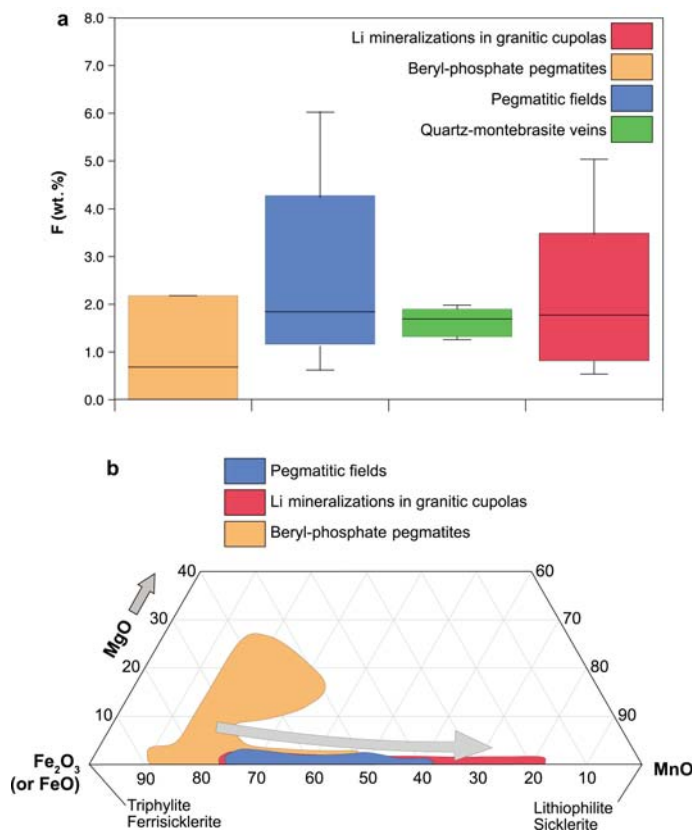 a
8.0
7.0
6.0
5.0
4.0
3.0
2.0
1.0
0.0
F (wt. %)
Li mineralizations in granitic cupolas
Beryl-phosphate pegmatites
Pegmatitic fields
Quartz-montebrasite veins
b
Pegmatitic fields
Li mineralizations in granitic cupolas
Beryl-phosphate pegmatites
40 60
30 70
MgO
20 80
10 90
Fe₂O₃
(or FeO)
MnO
90 80 70 60 50 40 30 20 10
Triphylite
Ferrisicklerite
Lithiophilite
Sicklerite